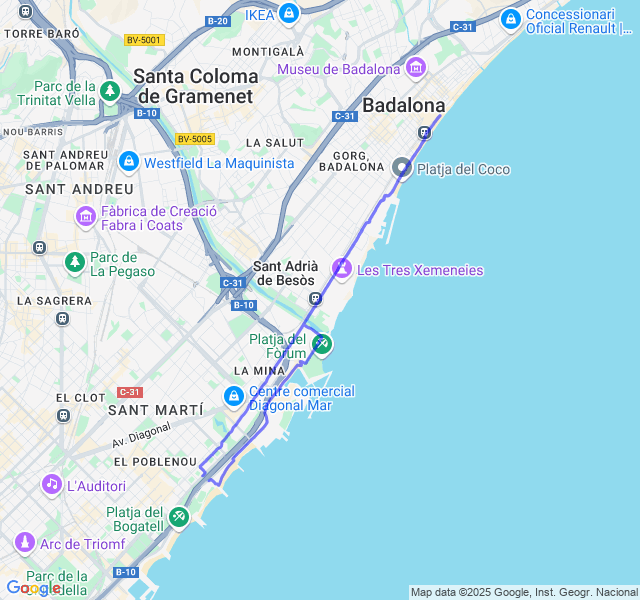 IKEA
Concessionari
Oficial Renault |...
TORRE BARÓ
B-20
BV-5001
C-31
MONTIGALÀ
Museu de Badalona
Santa Coloma
de Gramenet
Parc de la
Trinitat Vella
Badalona
B-10
C-31
NOU BARRIS
BV-5005
LA SALUT
SANT ANDREU
DE PALOMAR
Westfield La Maquinista
GORG,
BADALONA
Platja del Coco
SANT ANDREU
Fàbrica de Creació
Fabra i Coats
Parc de
La Pegaso
Sant Adrià
de Besòs
Les Tres Xemeneies
C-31
B-10
LA SAGRERA
Platja del
Fòrum
LA MINA
C-31
Centre comercial
Diagonal Mar
EL CLOT
SANT MARTÍ
Av. Diagonal
EL POBLENOU
L'Auditori
Platja del
Bogatell
Arc de Triomf
B-10
Parc de la
Google
Map data ©2025 Google, Inst. Geogr. Nacional